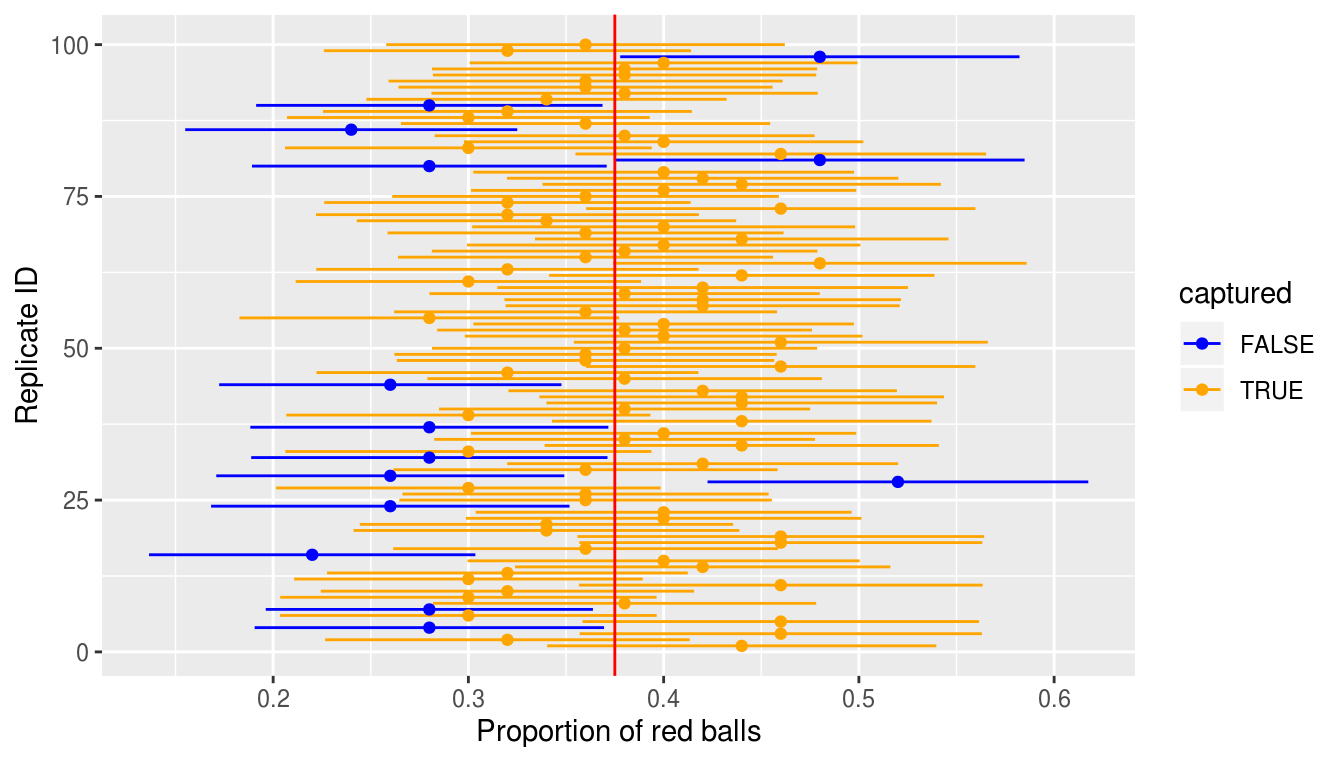 100
75
50
25
0
Replicate ID
0.2 0.3 0.4 0.5 0.6
Proportion of red balls
captured
FALSE
TRUE